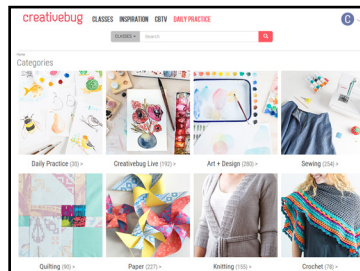 creativebug CLASSES INSPIRATION CBTV DAILY PRACTICE
C
CLASSES Search
Home
Categories
Daily Practice (30) »
Creativebug Live (192) »
Art + Design (280) »
Sewing (254) »
Quilting (90) »
Paper (227) »
Knitting (155) »
Crochet (78) »